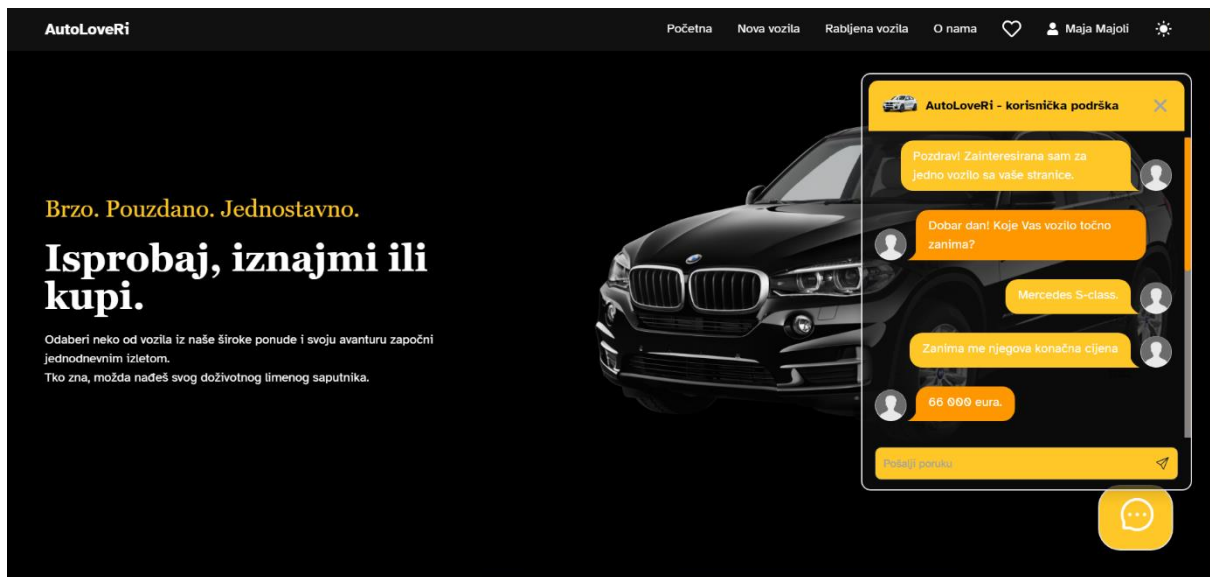 AutoLoveRi
Početna
Nova vozila
Rabljena vozila
O nama
Maja Majoli
Brzo. Pouzdano. Jednostavno.
Isprobaj, iznajmi ili
kupi.
Odaberi neko od vozila iz naše široke ponude i svoju avanturu započni
jednodnevnim izletom.
Tko zna, možda nađeš svog doživotnog limenog saputnika.
AutoLoveRi - korisnička podrška
Pozdrav! Zainteresirana sam za
jedno vozilo sa vaše stranice.
Dobar dan! Koje Vas vozilo točno
zanima?
Mercedes S-class.
Zanima me njegova konačna cijena
66 000 eura.
Pošalji poruku